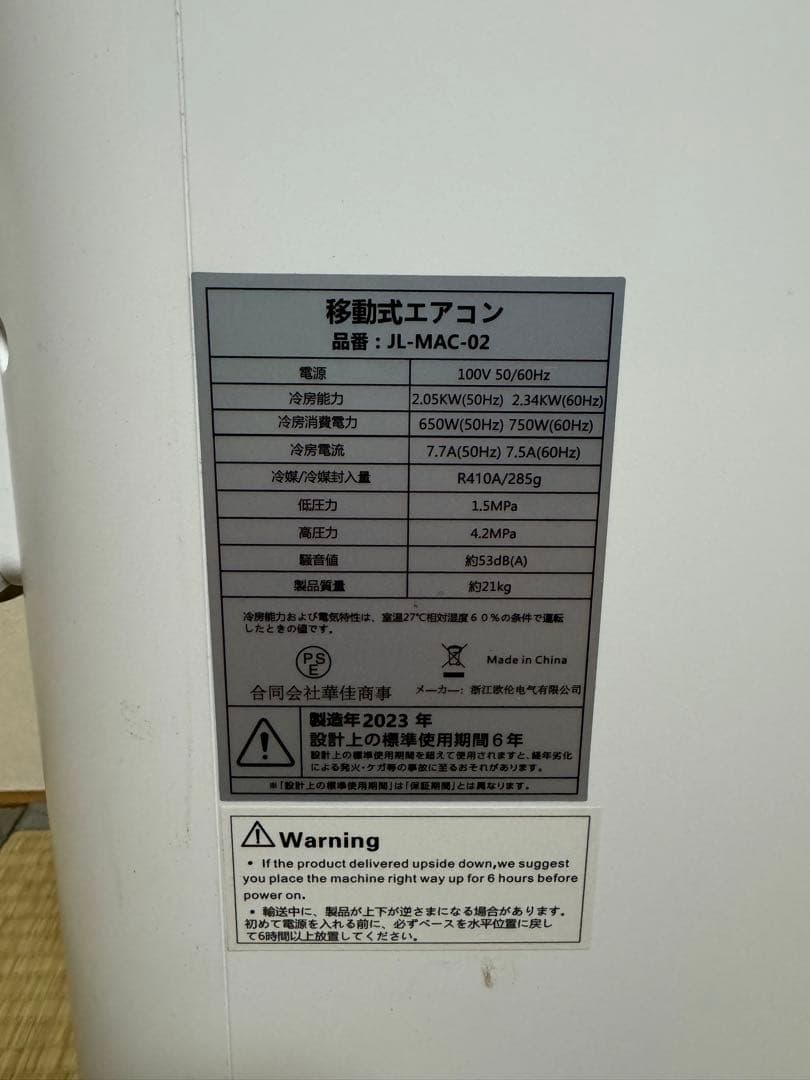 移動式エアコン
品番：JL-MAC-02
電源 100V 50/60Hz
冷房能力 2.05KW(50Hz) 2.34KW(60Hz)
冷房消費電力 650W(50Hz) 750W(60Hz)
冷房電流 7.7A(50Hz) 7.5A(60Hz)
冷媒/冷媒封入量 R410A/285g
低圧力 1.5MPa
高圧力 4.2MPa
騒音値 約53dB(A)
製品質量 約21kg
冷房能力および電気特性は、室温27℃相対湿度６０％の条件で運転
したときの値です。
PSE
Made in China
合同会社華佳商事 メーカー：浙江欧伦电气有限公司
製造年2023 年
設計上の標準使用期間６年
設計上の標準使用期間を超えて使用されますと、経年劣化
による発火・ケガ等の事故に至るおそれがあります。
※「設計上の標準使用期間」は「保証期間」とは異なります。
Warning
• If the product delivered upside down,we suggest
you place the machine right way up for 6 hours before
power on.
• 輸送中に、製品が上下が逆さまになる場合があります。
初めて電源を入れる前に、必ずベースを水平位置に戻し
て6時間以上放置してください。